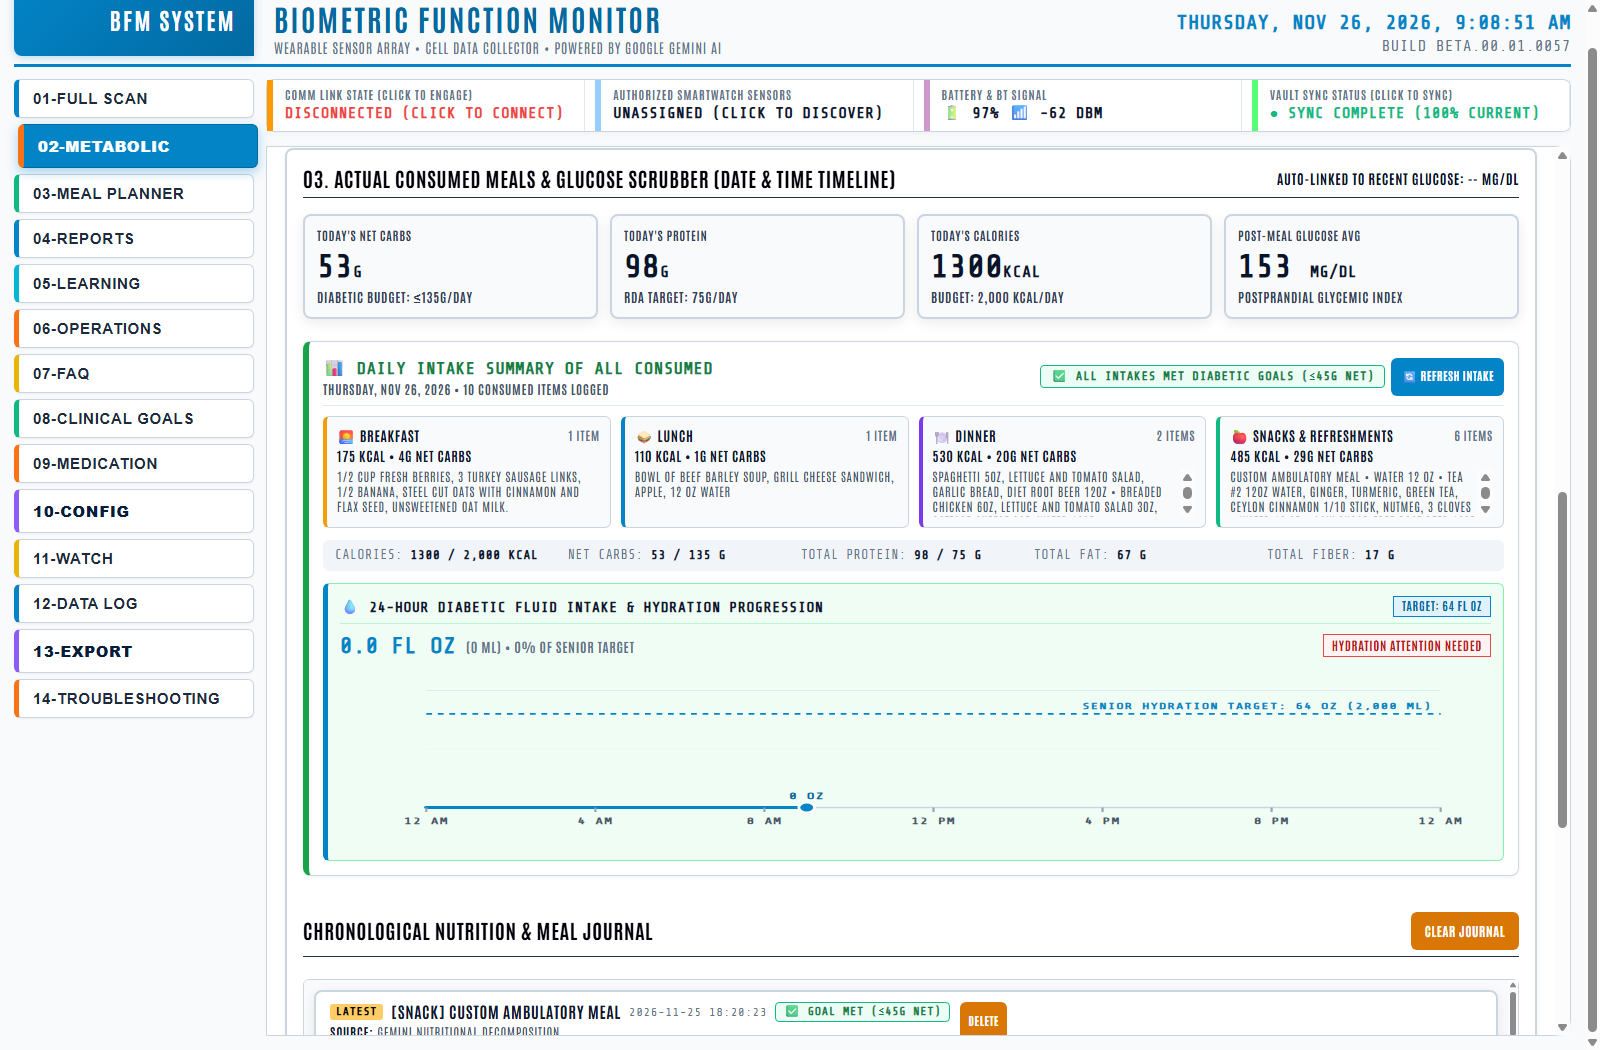 BFM SYSTEM
BIOMETRIC FUNCTION MONITOR
WEARABLE SENSOR ARRAY • CELL DATA COLLECTOR • POWERED BY GOOGLE GEMINI AI
THURSDAY, NOV 26, 2026, 9:08:51 AM
BUILD BETA.00.01.0057
01-FULL SCAN
02-METABOLIC
03-MEAL PLANNER
04-REPORTS
05-LEARNING
06-OPERATIONS
07-FAQ
08-CLINICAL GOALS
09-MEDICATION
10-CONFIG
11-WATCH
12-DATA LOG
13-EXPORT
14-TROUBLESHOOTING
COMM LINK STATE (CLICK TO ENGAGE)
DISCONNECTED (CLICK TO CONNECT)
AUTHORIZED SMARTWATCH SENSORS
UNASSIGNED (CLICK TO DISCOVER)
BATTERY & BT SIGNAL
97% -62 DBM
VAULT SYNC STATUS (CLICK TO SYNC)
● SYNC COMPLETE (100% CURRENT)
03. ACTUAL CONSUMED MEALS & GLUCOSE SCRUBBER (DATE & TIME TIMELINE)
AUTO-LINKED TO RECENT GLUCOSE: -- MG/DL
TODAY'S NET CARBS
53G
DIABETIC BUDGET: ≤135G/DAY
TODAY'S PROTEIN
98G
RDA TARGET: 75G/DAY
TODAY'S CALORIES
1300KCAL
BUDGET: 2,000 KCAL/DAY
POST-MEAL GLUCOSE AVG
153 MG/DL
POSTPRANDIAL GLYCEMIC INDEX
DAILY INTAKE SUMMARY OF ALL CONSUMED
THURSDAY, NOV 26, 2026 • 10 CONSUMED ITEMS LOGGED
ALL INTAKES MET DIABETIC GOALS (≤45G NET)
REFRESH INTAKE
BREAKFAST 1 ITEM
175 KCAL • 4G NET CARBS
1/2 CUP FRESH BERRIES, 3 TURKEY SAUSAGE LINKS,
1/2 BANANA, STEEL CUT OATS WITH CINNAMON AND
FLAX SEED, UNSWEETENED OAT MILK.
LUNCH 1 ITEM
110 KCAL • 1G NET CARBS
BOWL OF BEEF BARLEY SOUP, GRILL CHEESE SANDWICH,
APPLE, 12 OZ WATER
DINNER 2 ITEMS
530 KCAL • 20G NET CARBS
SPAGHETTI 5OZ, LETTUCE AND TOMATO SALAD,
GARLIC BREAD, DIET ROOT BEER 12OZ • BREADED
CHICKEN 6OZ, LETTUCE AND TOMATO SALAD 3OZ,
SNACKS & REFRESHMENTS 6 ITEMS
485 KCAL • 29G NET CARBS
CUSTOM AMBULATORY MEAL • WATER 12 OZ • TEA
#2 12OZ WATER, GINGER, TURMERIC, GREEN TEA,
CEYLON CINNAMON 1/10 STICK, NUTMEG, 3 CLOVES
CALORIES: 1300 / 2,000 KCAL
NET CARBS: 53 / 135 G
TOTAL PROTEIN: 98 / 75 G
TOTAL FAT: 67 G
TOTAL FIBER: 17 G
24-HOUR DIABETIC FLUID INTAKE & HYDRATION PROGRESSION
TARGET: 64 FL OZ
0.0 FL OZ (0 ML) • 0% OF SENIOR TARGET
HYDRATION ATTENTION NEEDED
SENIOR HYDRATION TARGET: 64 OZ (2,000 ML)
0 OZ
12 AM 4 AM 8 AM 12 PM 4 PM 8 PM 12 AM
CHRONOLOGICAL NUTRITION & MEAL JOURNAL
CLEAR JOURNAL
LATEST [SNACK] CUSTOM AMBULATORY MEAL 2026-11-25 18:20:23 GOAL MET (≤45G NET)
DELETE
SOURCE: GEMINI NUTRITIONAL DECOMPOSITION